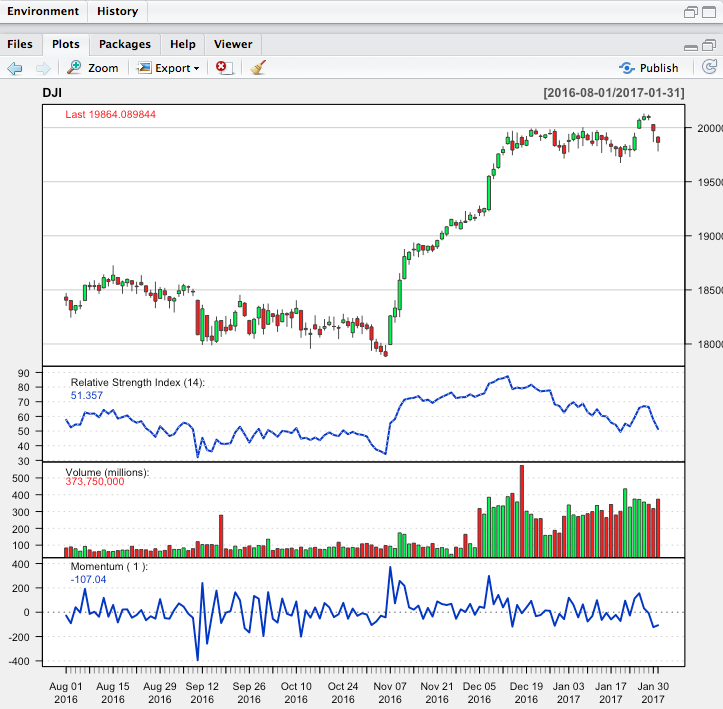 Environment History
Files Plots Packages Help Viewer
Zoom Export Publish
DJI [2016-08-01/2017-01-31]
Last 19864.089844
20000
19500
19000
18500
18000
Relative Strength Index (14):
51.357
90
80
70
60
50
40
30
Volume (millions):
373,750,000
500
400
300
200
100
Momentum ( 1 ):
-107.04
400
200
0
-200
-400
Aug 01 Aug 15 Aug 29 Sep 12 Sep 26 Oct 10 Oct 24 Nov 07 Nov 21 Dec 05 Dec 19 Jan 03 Jan 17 Jan 30
2016 2016 2016 2016 2016 2016 2016 2016 2016 2016 2016 2017 2017 2017